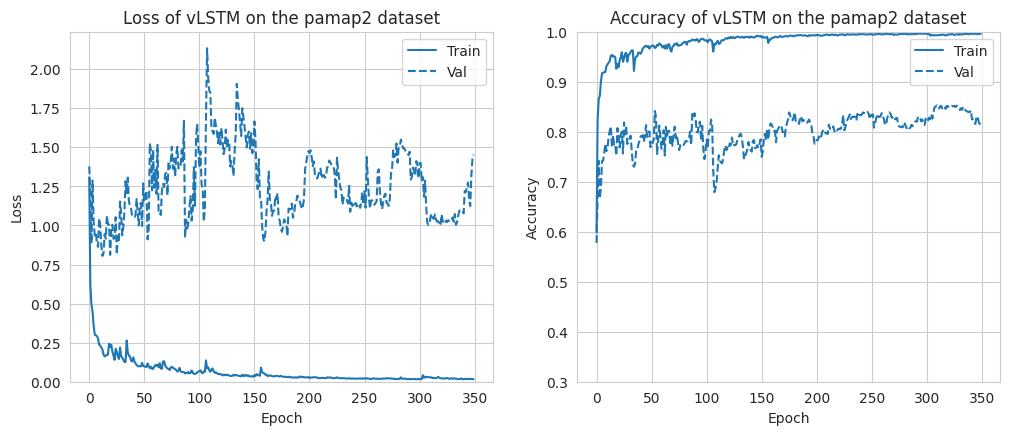 Loss of vLSTM on the pamap2 dataset
Train
Val
2.00
1.75
1.50
1.25
1.00
0.75
0.50
0.25
0.00
Loss
0 50 100 150 200 250 300 350
Epoch
Accuracy of vLSTM on the pamap2 dataset
Train
Val
1.0
0.9
0.8
0.7
0.6
0.5
0.4
0.3
Accuracy
0 50 100 150 200 250 300 350
Epoch